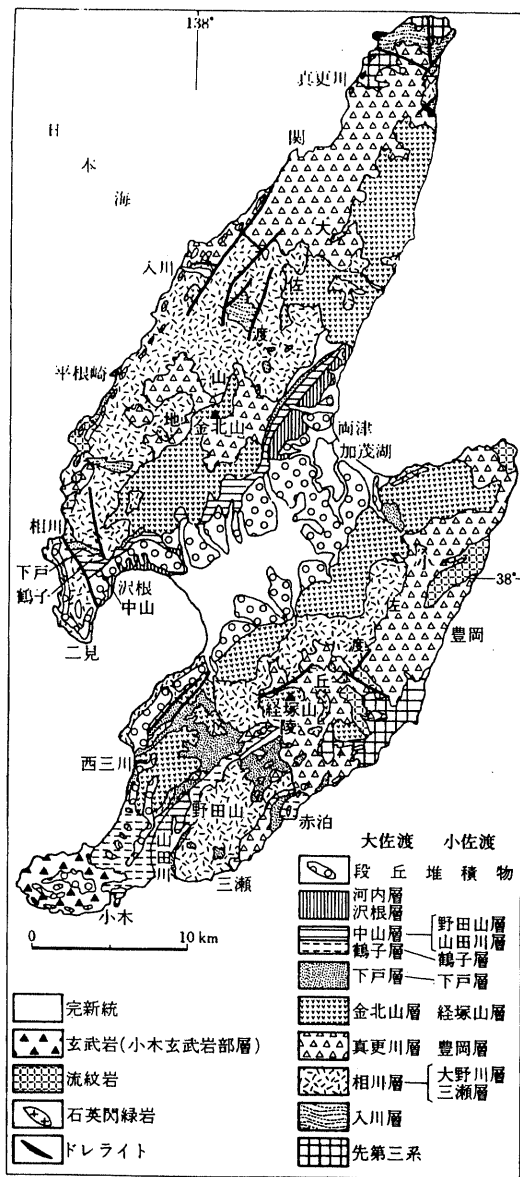 138°
真更川
関
日本海
大佐渡山地
入川
平根崎
金北山
両津
加茂湖
相川
下戸
鶴子
沢根
中山
二見
38°
小佐渡丘陵
豊岡
経塚山
西三川
野田山
赤泊
山田川
三瀬
小木
0 10 km
大佐渡 小佐渡
段丘堆積物
河内層
沢根層
中山層 野田山層
山田川層
鶴子層 鶴子層
下戸層 下戸層
金北山層 経塚山層
真更川層 豊岡層
相川層 大野川層
三瀬層
入川層
先第三系
完新統
玄武岩(小木玄武岩部層)
流紋岩
石英閃緑岩
ドレライト